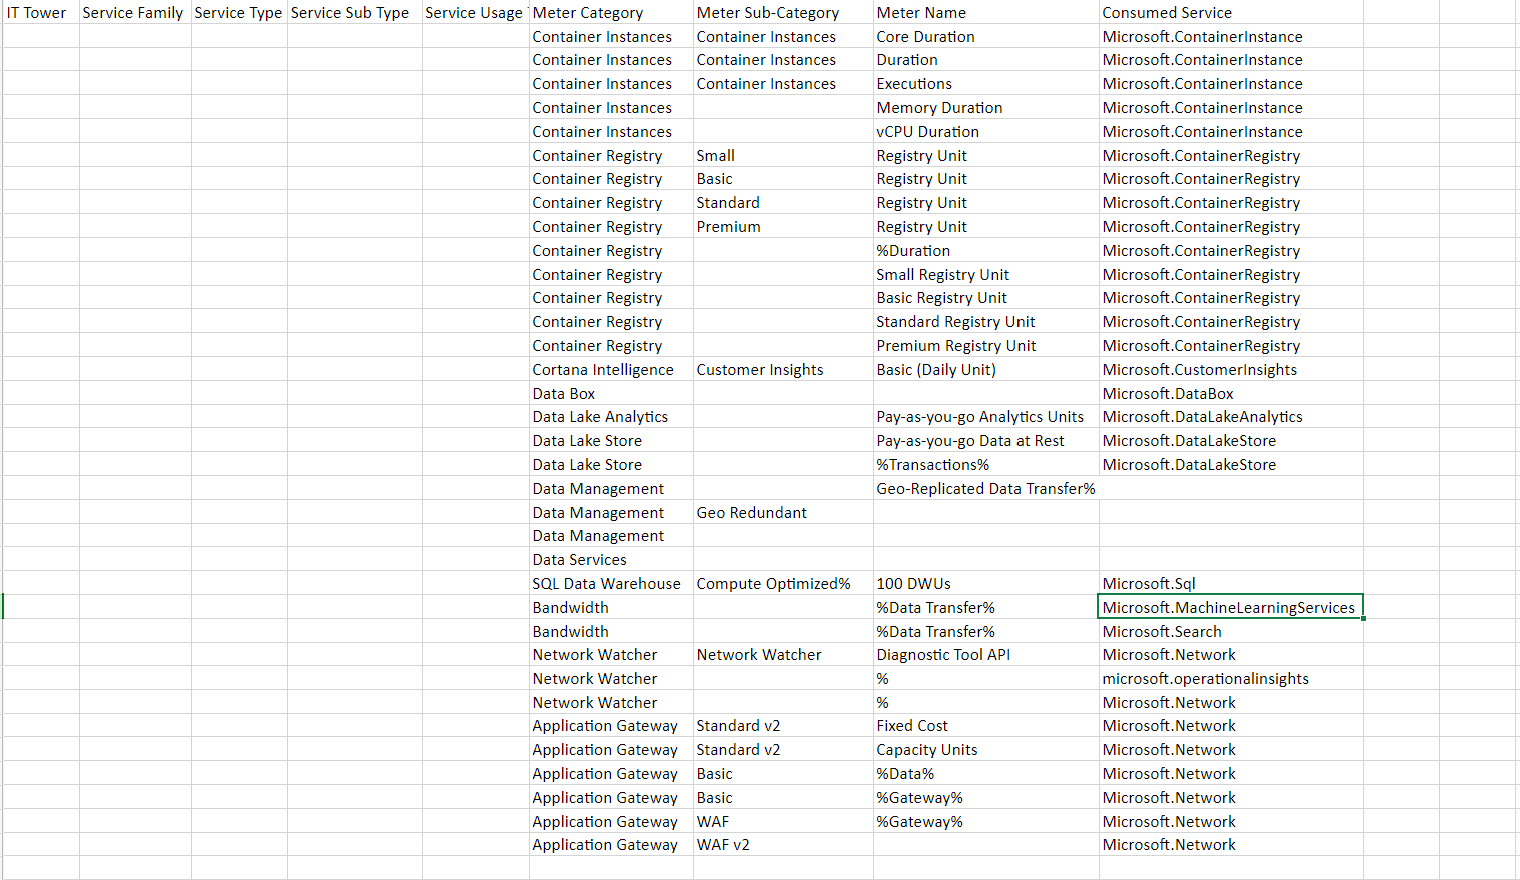 IT Tower Service Family Service Type Service Sub Type Service Usage Meter Category Meter Sub-Category Meter Name Consumed Service
Container Instances Container Instances Core Duration Microsoft.ContainerInstance
Container Instances Container Instances Duration Microsoft.ContainerInstance
Container Instances Container Instances Executions Microsoft.ContainerInstance
Container Instances Memory Duration Microsoft.ContainerInstance
Container Instances vCPU Duration Microsoft.ContainerInstance
Container Registry Small Registry Unit Microsoft.ContainerRegistry
Container Registry Basic Registry Unit Microsoft.ContainerRegistry
Container Registry Standard Registry Unit Microsoft.ContainerRegistry
Container Registry Premium Registry Unit Microsoft.ContainerRegistry
Container Registry %Duration Microsoft.ContainerRegistry
Container Registry Small Registry Unit Microsoft.ContainerRegistry
Container Registry Basic Registry Unit Microsoft.ContainerRegistry
Container Registry Standard Registry Unit Microsoft.ContainerRegistry
Container Registry Premium Registry Unit Microsoft.ContainerRegistry
Cortana Intelligence Customer Insights Basic (Daily Unit) Microsoft.CustomerInsights
Data Box Microsoft.DataBox
Data Lake Analytics Pay-as-you-go Analytics Units Microsoft.DataLakeAnalytics
Data Lake Store Pay-as-you-go Data at Rest Microsoft.DataLakeStore
Data Lake Store %Transactions% Microsoft.DataLakeStore
Data Management Geo-Replicated Data Transfer%
Data Management Geo Redundant
Data Management
Data Services
SQL Data Warehouse Compute Optimized% 100 DWUs Microsoft.Sql
Bandwidth %Data Transfer% Microsoft.MachineLearningServices
Bandwidth %Data Transfer% Microsoft.Search
Network Watcher Network Watcher Diagnostic Tool API Microsoft.Network
Network Watcher % microsoft.operationalinsights
Network Watcher % Microsoft.Network
Application Gateway Standard v2 Fixed Cost Microsoft.Network
Application Gateway Standard v2 Capacity Units Microsoft.Network
Application Gateway Basic %Data% Microsoft.Network
Application Gateway Basic %Gateway% Microsoft.Network
Application Gateway WAF %Gateway% Microsoft.Network
Application Gateway WAF v2 Microsoft.Network